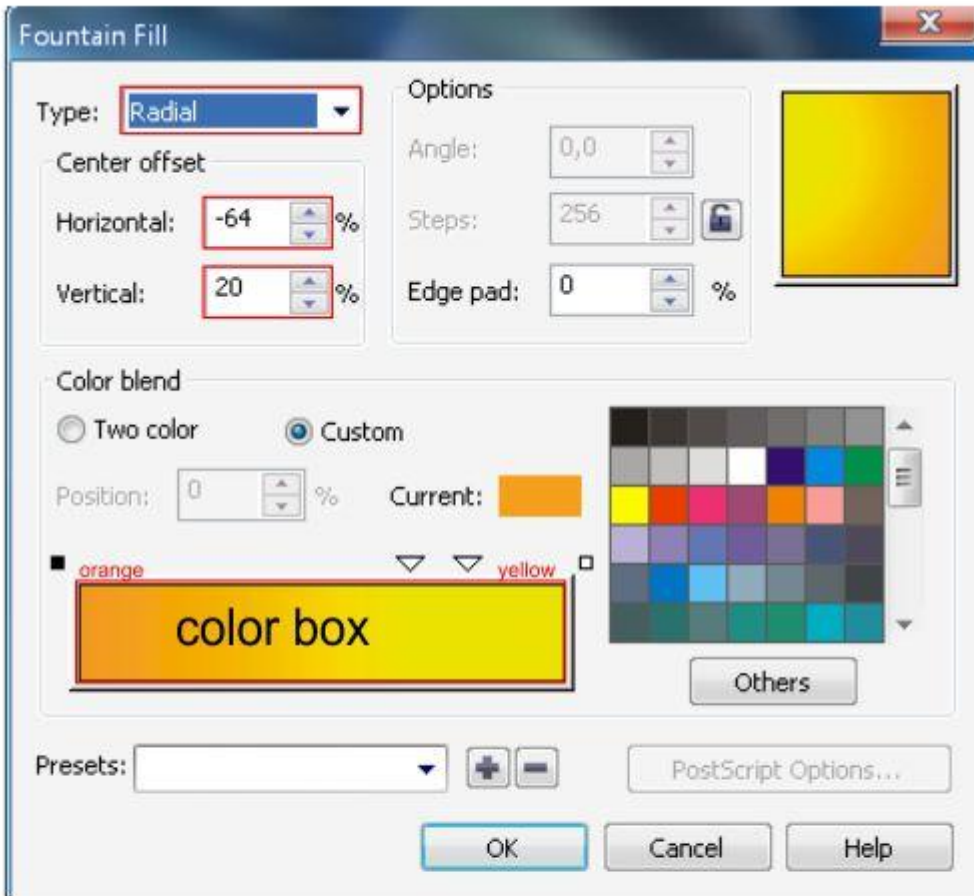 Fountain Fill
Type: Radial
Options
Angle: 0,0
Center offset
Horizontal: -64 %
Steps: 256
Vertical: 20 %
Edge pad: 0 %
Color blend
Two color Custom
Position: 0 % Current:
orange yellow
color box
Others
Presets:
PostScript Options...
OK Cancel Help